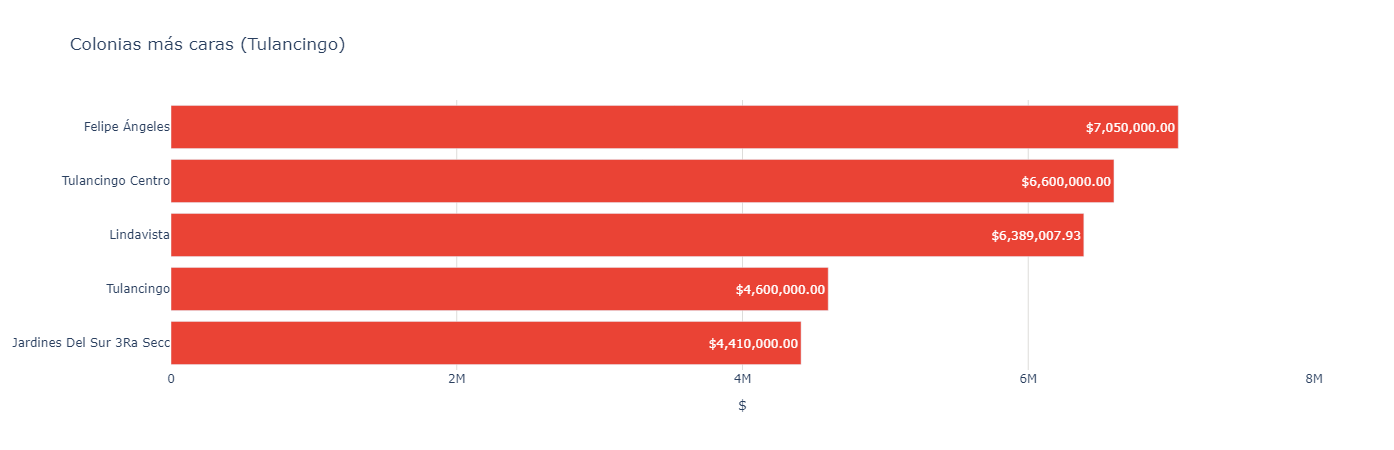 Colonias más caras (Tulancingo)
Felipe Ángeles $7,050,000.00
Tulancingo Centro $6,600,000.00
Lindavista $6,389,007.93
Tulancingo $4,600,000.00
Jardines Del Sur 3Ra Secc $4,410,000.00
0 2M 4M 6M 8M
$